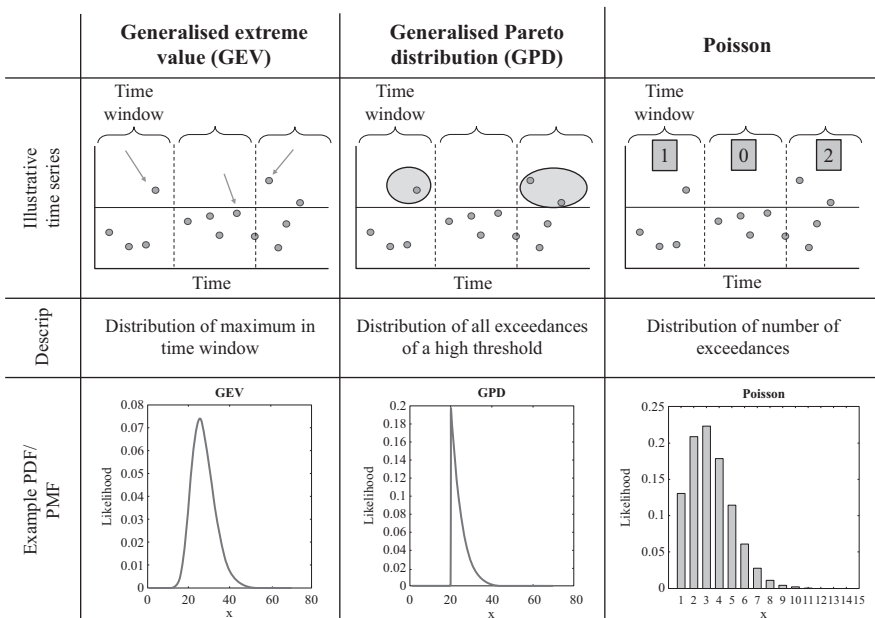 Generalised extreme
value (GEV)
Generalised Pareto
distribution (GPD)
Poisson
Illustrative
time series
Time
window
Time
Time
window
Time
Time
window
1
0
2
Time
Descrip
Distribution of maximum in
time window
Distribution of all exceedances
of a high threshold
Distribution of number of
exceedances
Example PDF/
PMF
GEV
0.08
0.07
0.06
0.05
0.04
0.03
0.02
0.01
0
Likelihood
0 20 40 60 80
x
GPD
0.2
0.18
0.16
0.14
0.12
0.1
0.08
0.06
0.04
0.02
0
Likelihood
0 20 40 60 80
x
Poisson
0.25
0.2
0.15
0.1
0.05
0
Likelihood
1 2 3 4 5 6 7 8 9 10 11 12 13 14 15
x